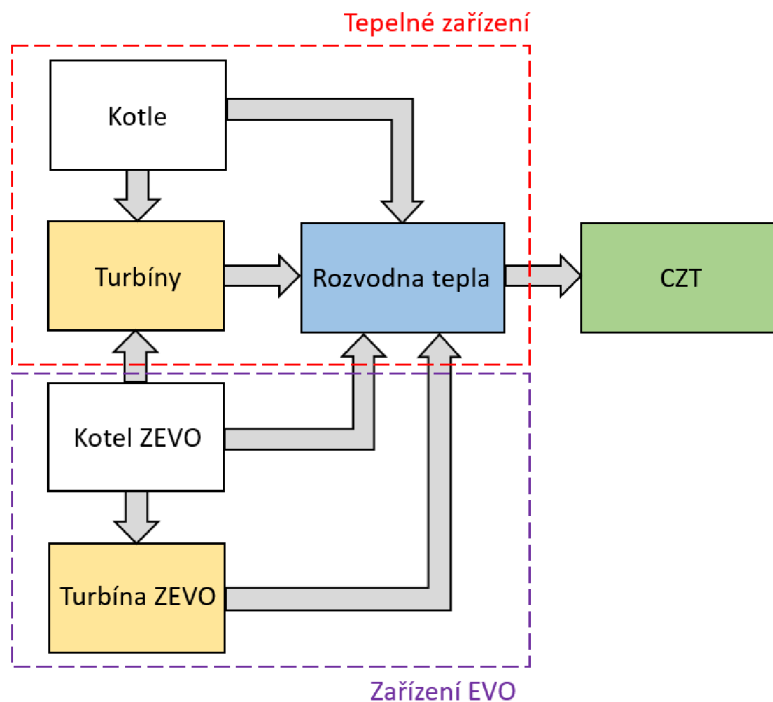 Tepelné zařízení
Kotle
Turbíny
Rozvodna tepla
CZT
Kotel ZEVO
Turbína ZEVO
Zařízení EVO